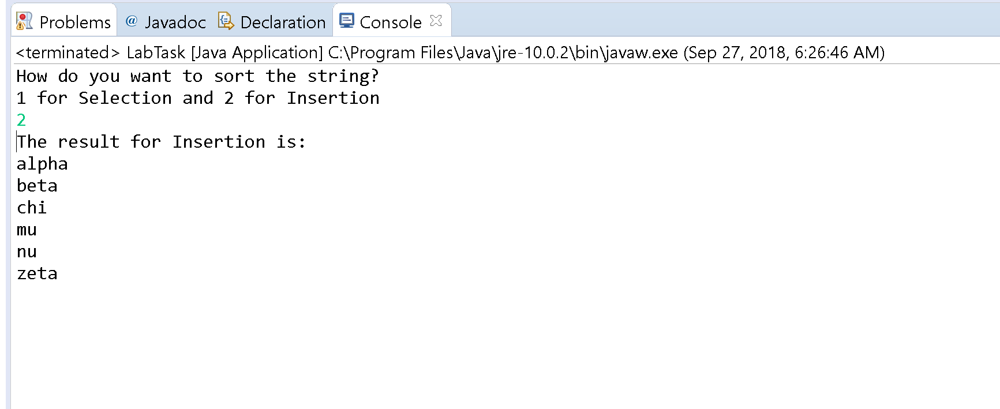 Problems @ Javadoc Declaration Console
<terminated> LabTask [Java Application] C:\Program Files\Java\jre-10.0.2\bin\javaw.exe (Sep 27, 2018, 6:26:46 AM)
How do you want to sort the string?
1 for Selection and 2 for Insertion
2
The result for Insertion is:
alpha
beta
chi
mu
nu
zeta